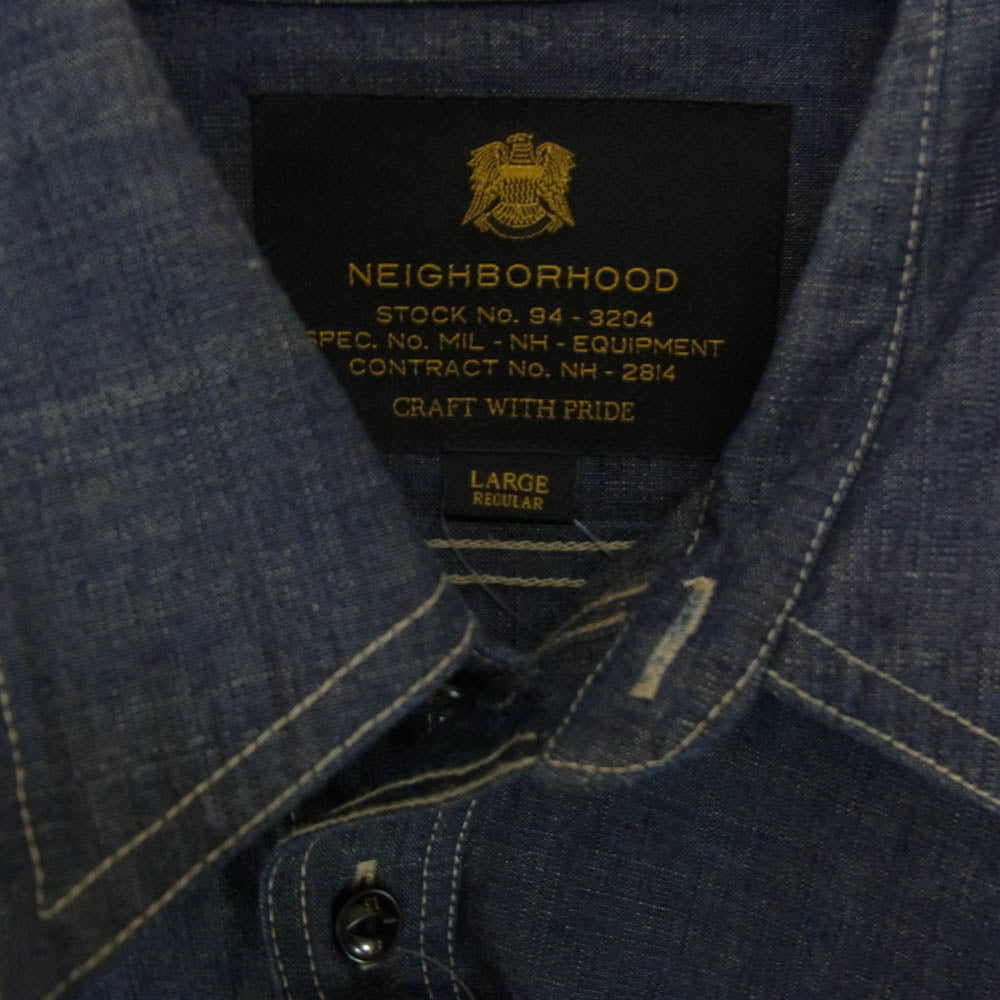 NEIGHBORHOOD
STOCK No. 94 - 3204
SPEC. No. MIL - NH - EQUIPMENT
CONTRACT No. NH - 2814
CRAFT WITH PRIDE
LARGE
REGULAR